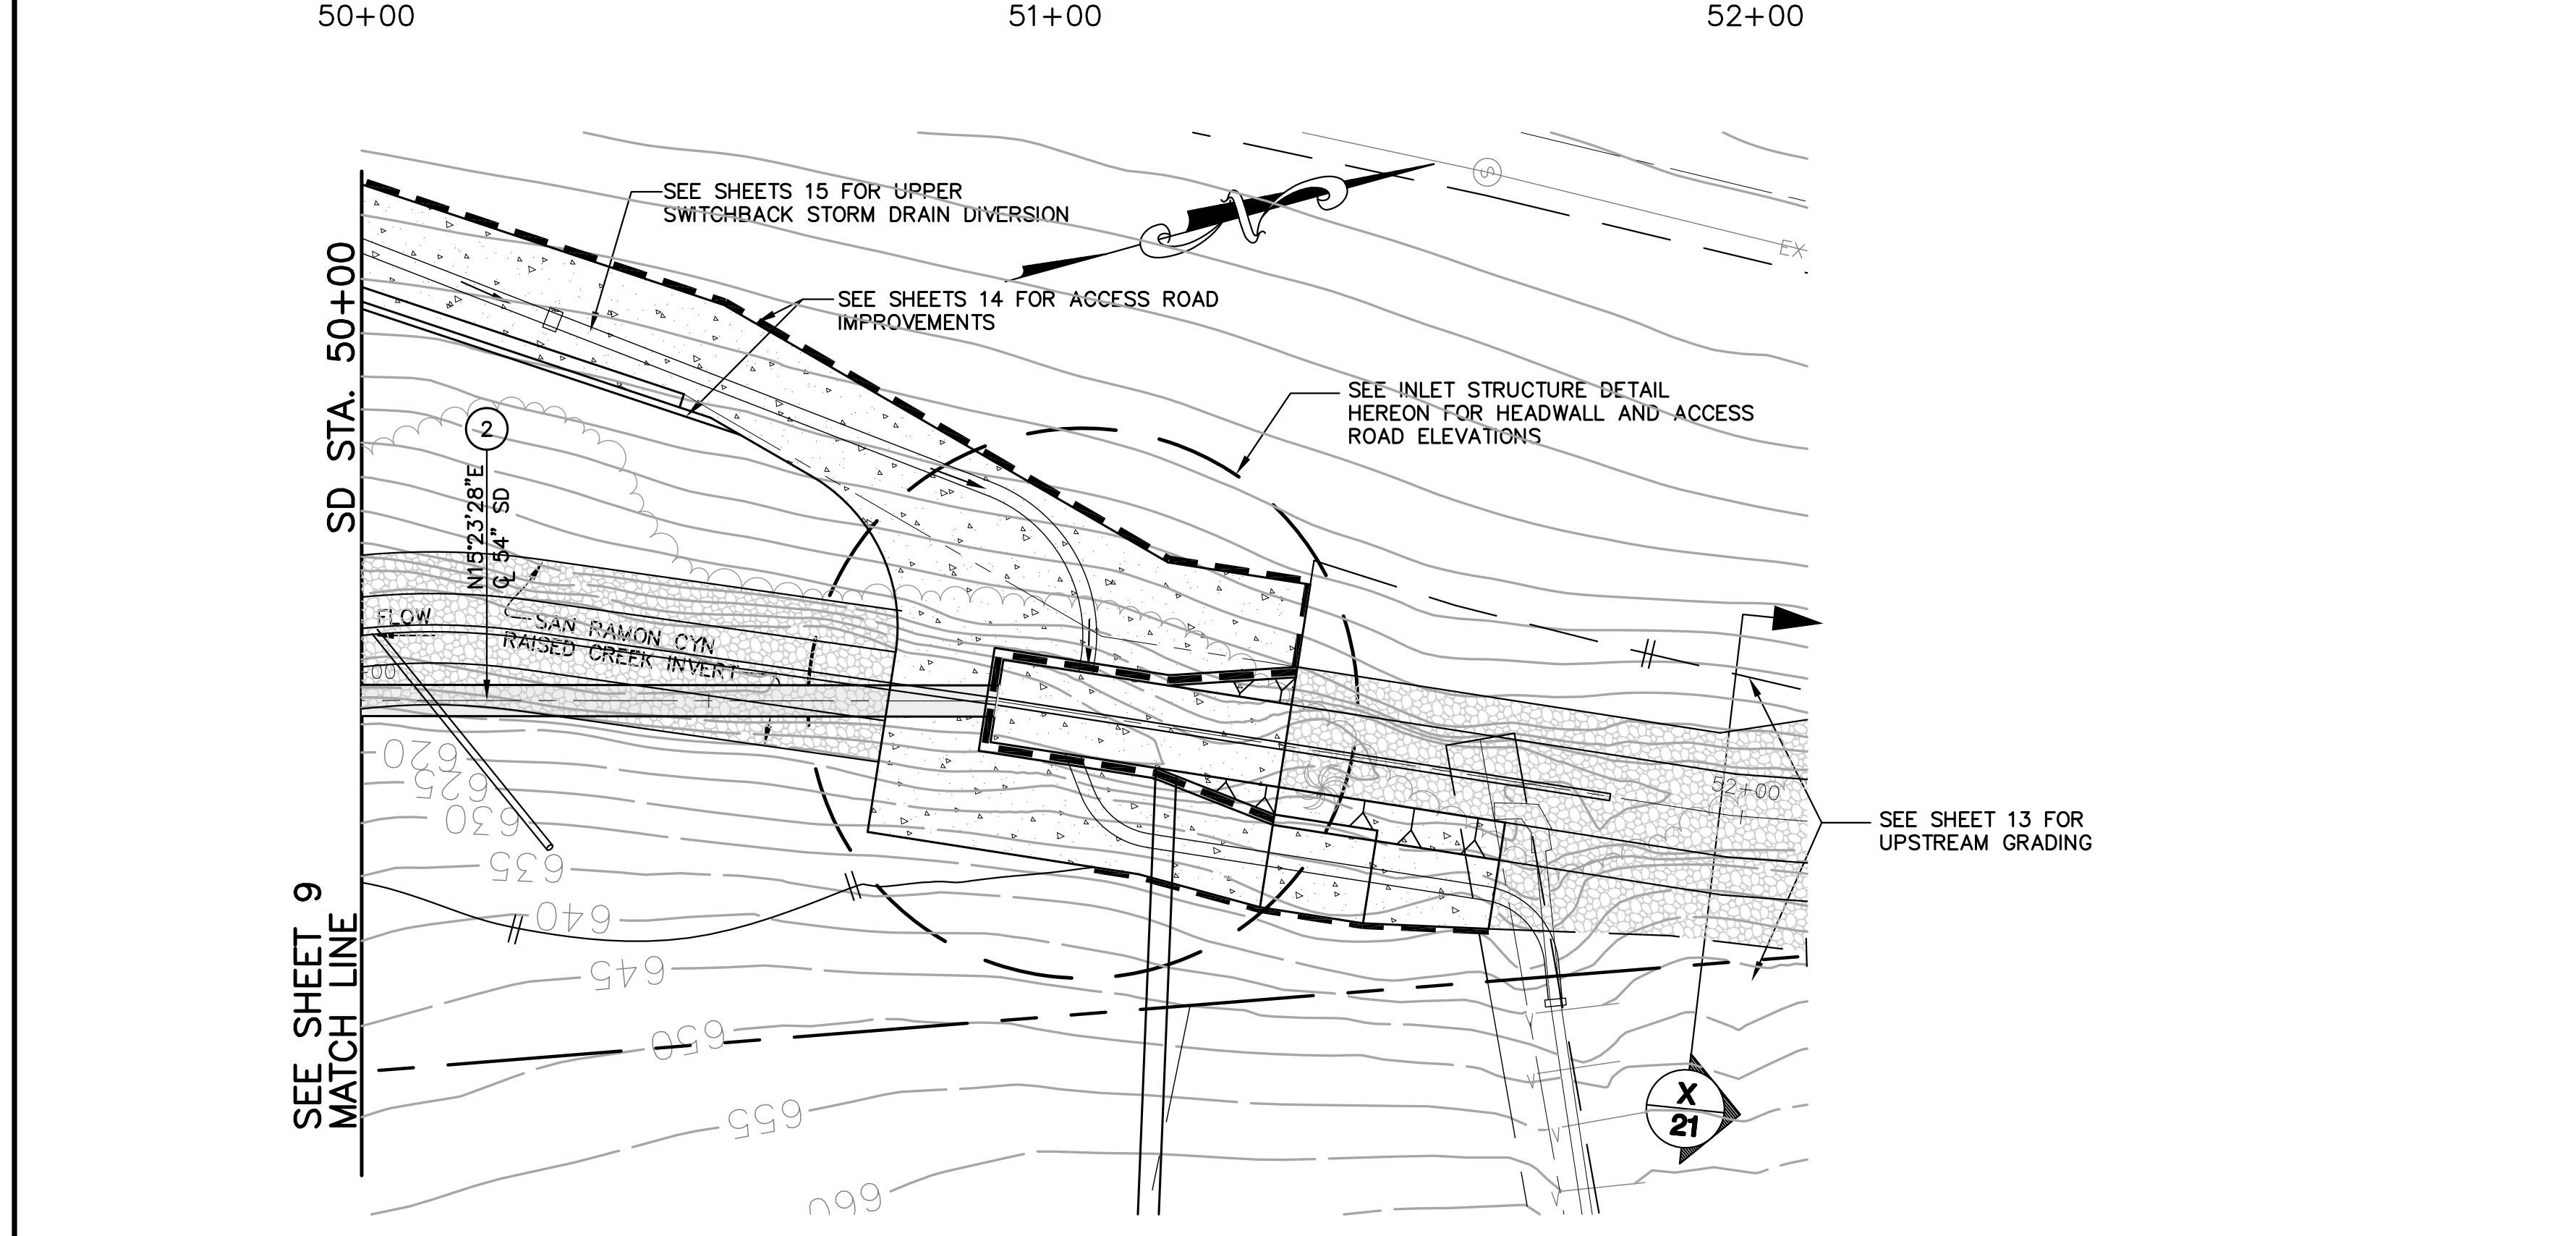 50+00
51+00
52+00
SEE SHEETS 15 FOR UPPER
SWITCHBACK STORM DRAIN DIVERSION
N
S
EX
SEE SHEETS 14 FOR ACCESS ROAD
IMPROVEMENTS
SEE INLET STRUCTURE DETAIL
HEREON FOR HEADWALL AND ACCESS
ROAD ELEVATIONS
SD STA. 50+00
2
N15°23'28"E
℄ 54" SD
FLOW
SAN RAMON CYN
RAISED CREEK INVERT
+00
52+00
620
625
630
635
640
645
650
655
660
SEE SHEET 13 FOR
UPSTREAM GRADING
SEE SHEET 9
MATCH LINE
X
21